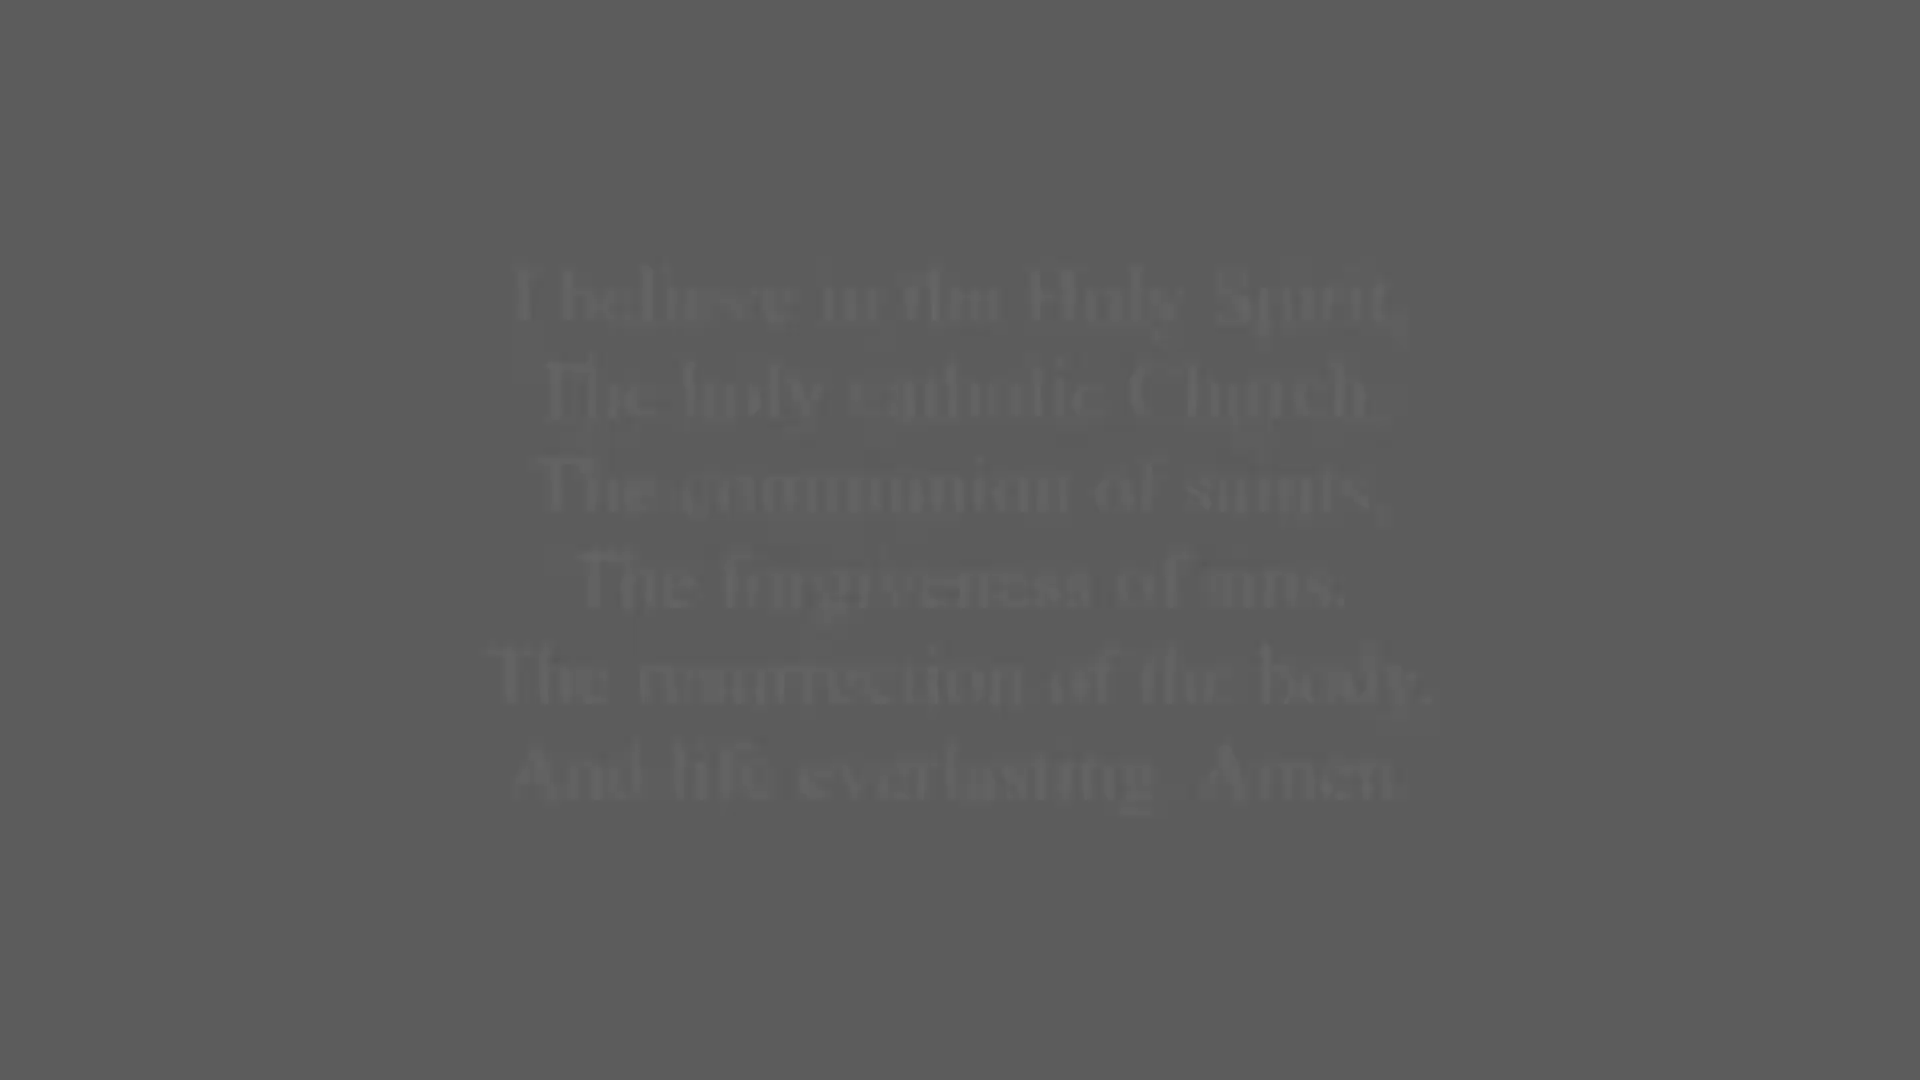 I believe in the Holy Spirit,
The holy catholic Church,
The communion of saints,
The forgiveness of sins,
The resurrection of the body,
And life everlasting. Amen.